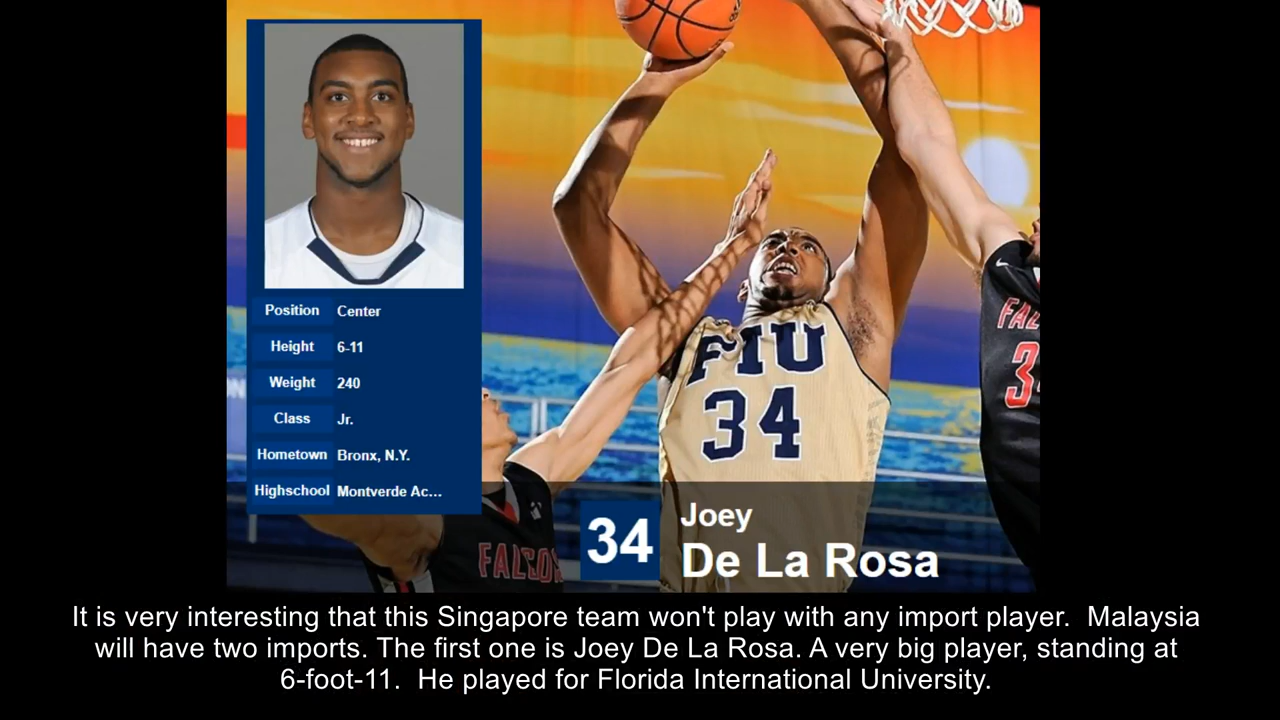 Position Center
Height 6-11
Weight 240
Class Jr.
Hometown Bronx, N.Y.
Highschool Montverde Ac...
FIU
34
FALCO
34 Joey
De La Rosa
It is very interesting that this Singapore team won't play with any import player.  Malaysia
will have two imports. The first one is Joey De La Rosa. A very big player, standing at
6-foot-11.  He played for Florida International University.